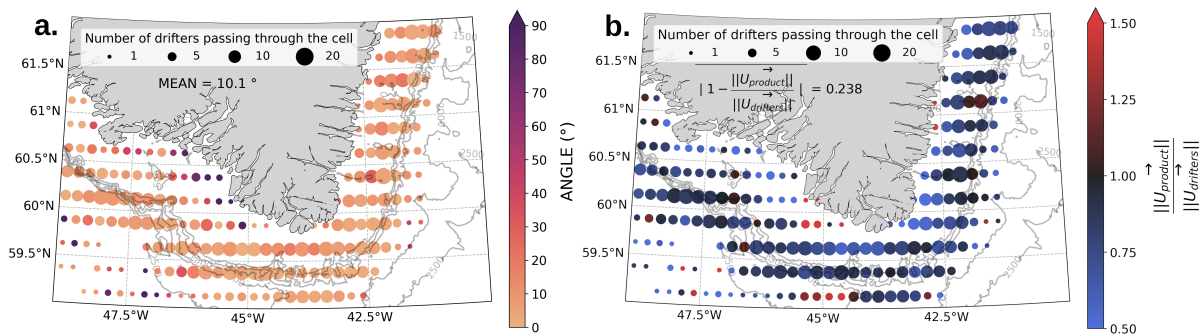 a.
Number of drifters passing through the cell
1 5 10 20
MEAN = 10.1 °
61.5°N
61°N
60.5°N
60°N
59.5°N
47.5°W 45°W 42.5°W
1500
2500
90
80
70
60
50
40
30
20
10
0
ANGLE (°)
b.
Number of drifters passing through the cell
1 5 10 20
| 1 - ||U_product|| / ||U_drifters|| | = 0.238
61.5°N
61°N
60.5°N
60°N
59.5°N
47.5°W 45°W 42.5°W
1500
2500
1.50
1.25
1.00
0.75
0.50
||U_product||
||U_drifters||